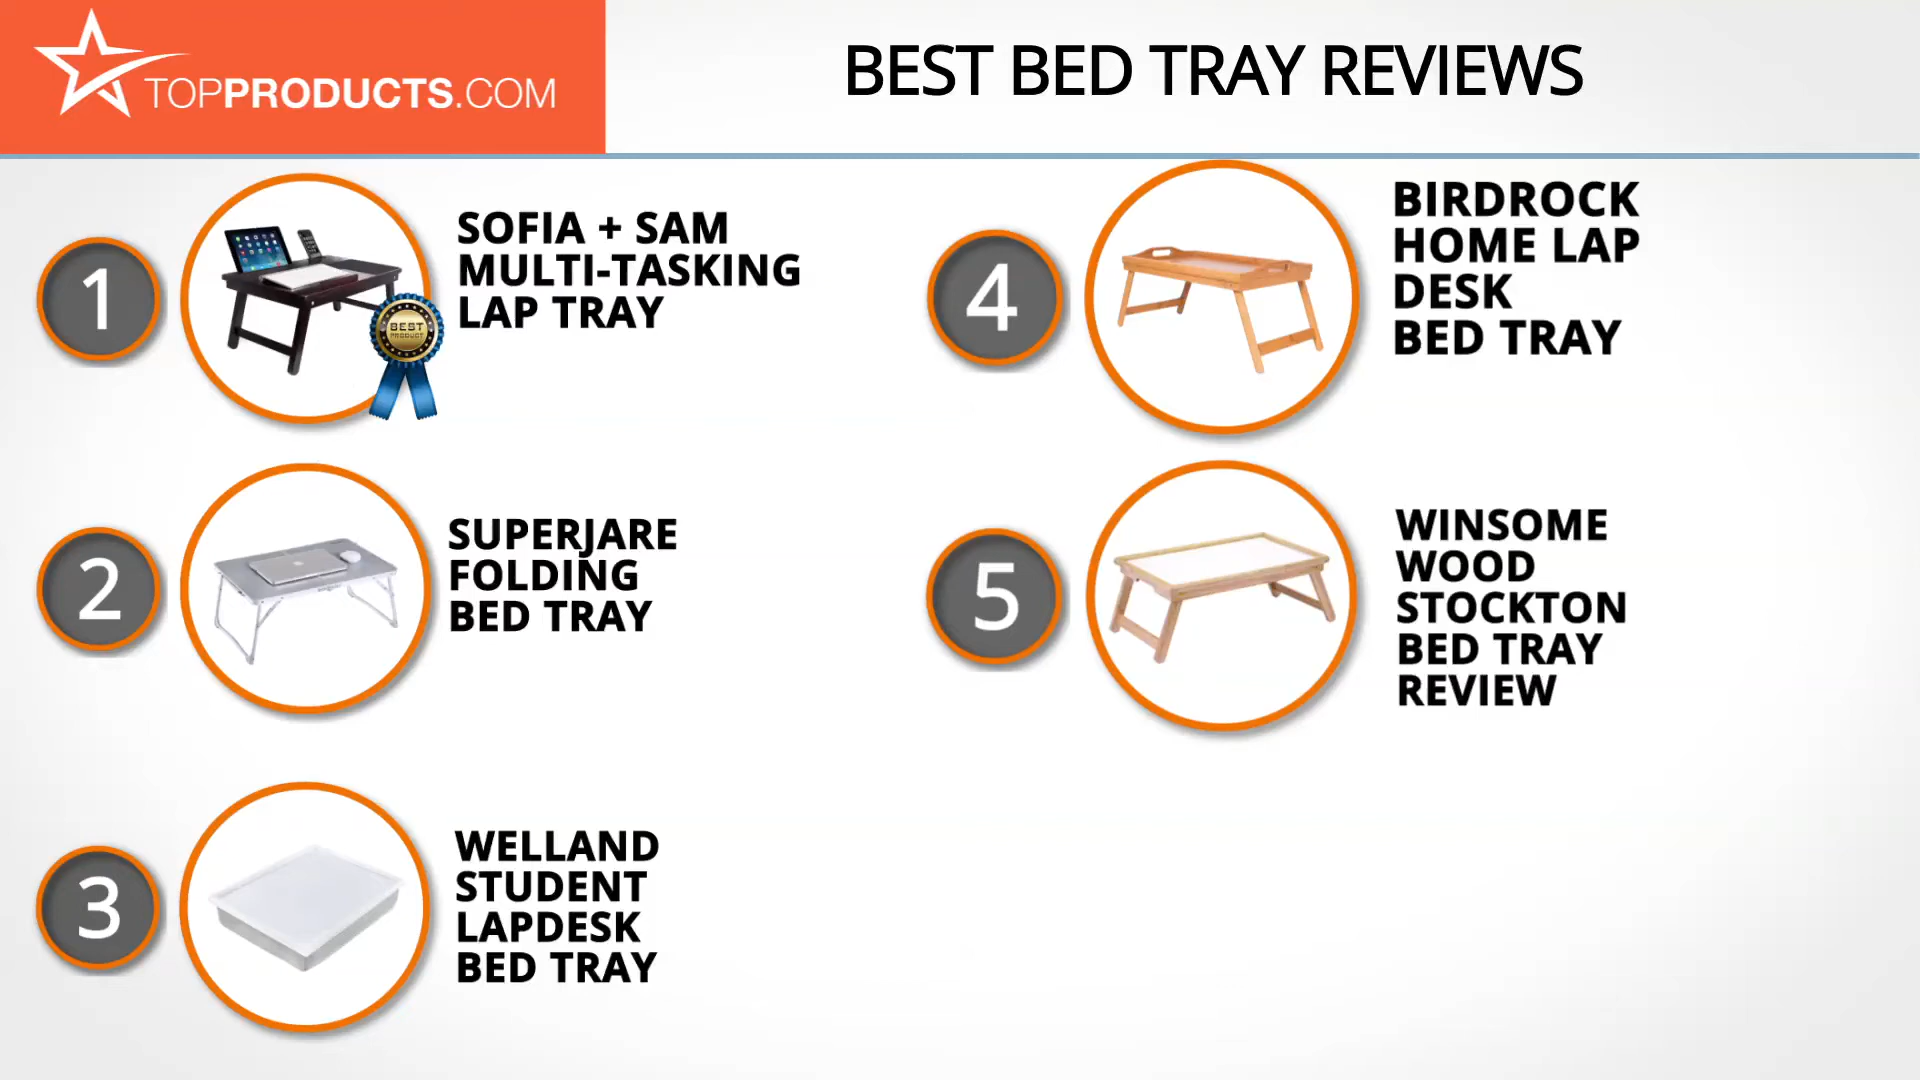 TOPPRODUCTS.COM
BEST BED TRAY REVIEWS
1
BEST
PRODUCT
SOFIA + SAM
MULTI-TASKING
LAP TRAY
2
SUPERJARE
FOLDING
BED TRAY
3
WELLAND
STUDENT
LAPDESK
BED TRAY
4
BIRDROCK
HOME LAP
DESK
BED TRAY
5
WINSOME
WOOD
STOCKTON
BED TRAY
REVIEW